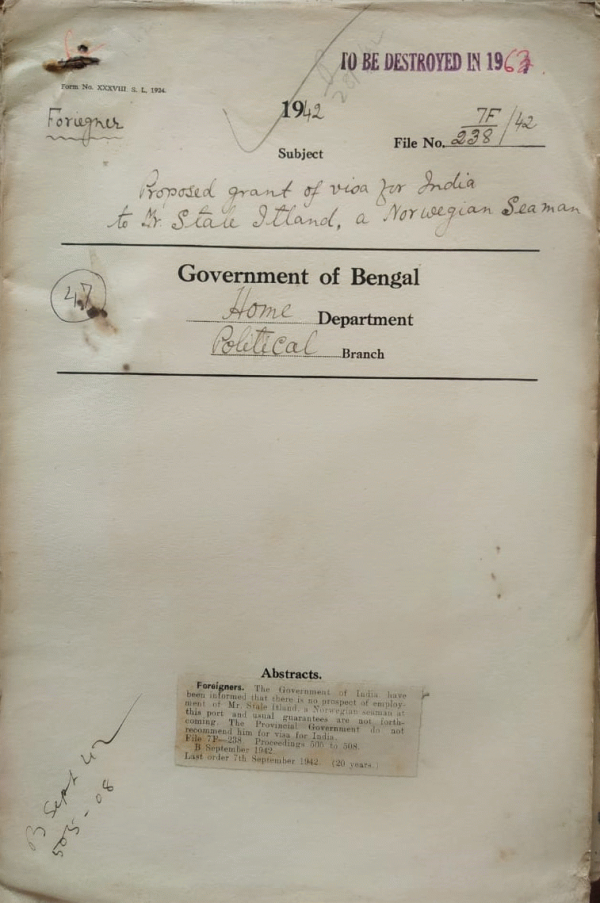 TO BE DESTROYED IN 1963
Form No. XXXVIII S. L. 1924.
Foriegner
1942
Subject
File No. 7F/238/42
Proposed grant of visa for India
to Mr. Stale Itland, a Norwegian Seaman
47
Government of Bengal
Home Department
Political Branch
Abstracts.
Foreigners. The Government of India have
been informed that there is no prospect of employ-
ment of Mr. Stale Itland, a Norwegian seaman at
this port and usual guarantees are not forth-
coming. The Provincial Government do not
recommend him for visa for India.
File 7F—238. Proceedings 505 to 508.
B September 1942.
Last order 7th September 1942. (20 years.)
B Sept 42
505-08